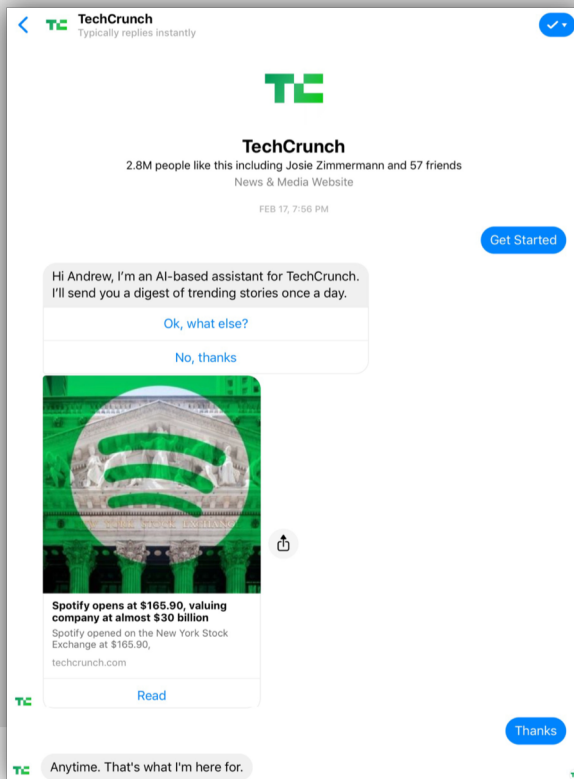 TechCrunch
Typically replies instantly
TechCrunch
2.8M people like this including Josie Zimmermann and 57 friends
News & Media Website
FEB 17, 7:56 PM
Get Started
Hi Andrew, I'm an AI-based assistant for TechCrunch.
I'll send you a digest of trending stories once a day.
Ok, what else?
No, thanks
Spotify opens at $165.90, valuing
company at almost $30 billion
Spotify opened on the New York Stock
Exchange at $165.90,
techcrunch.com
Read
Thanks
Anytime. That's what I'm here for.